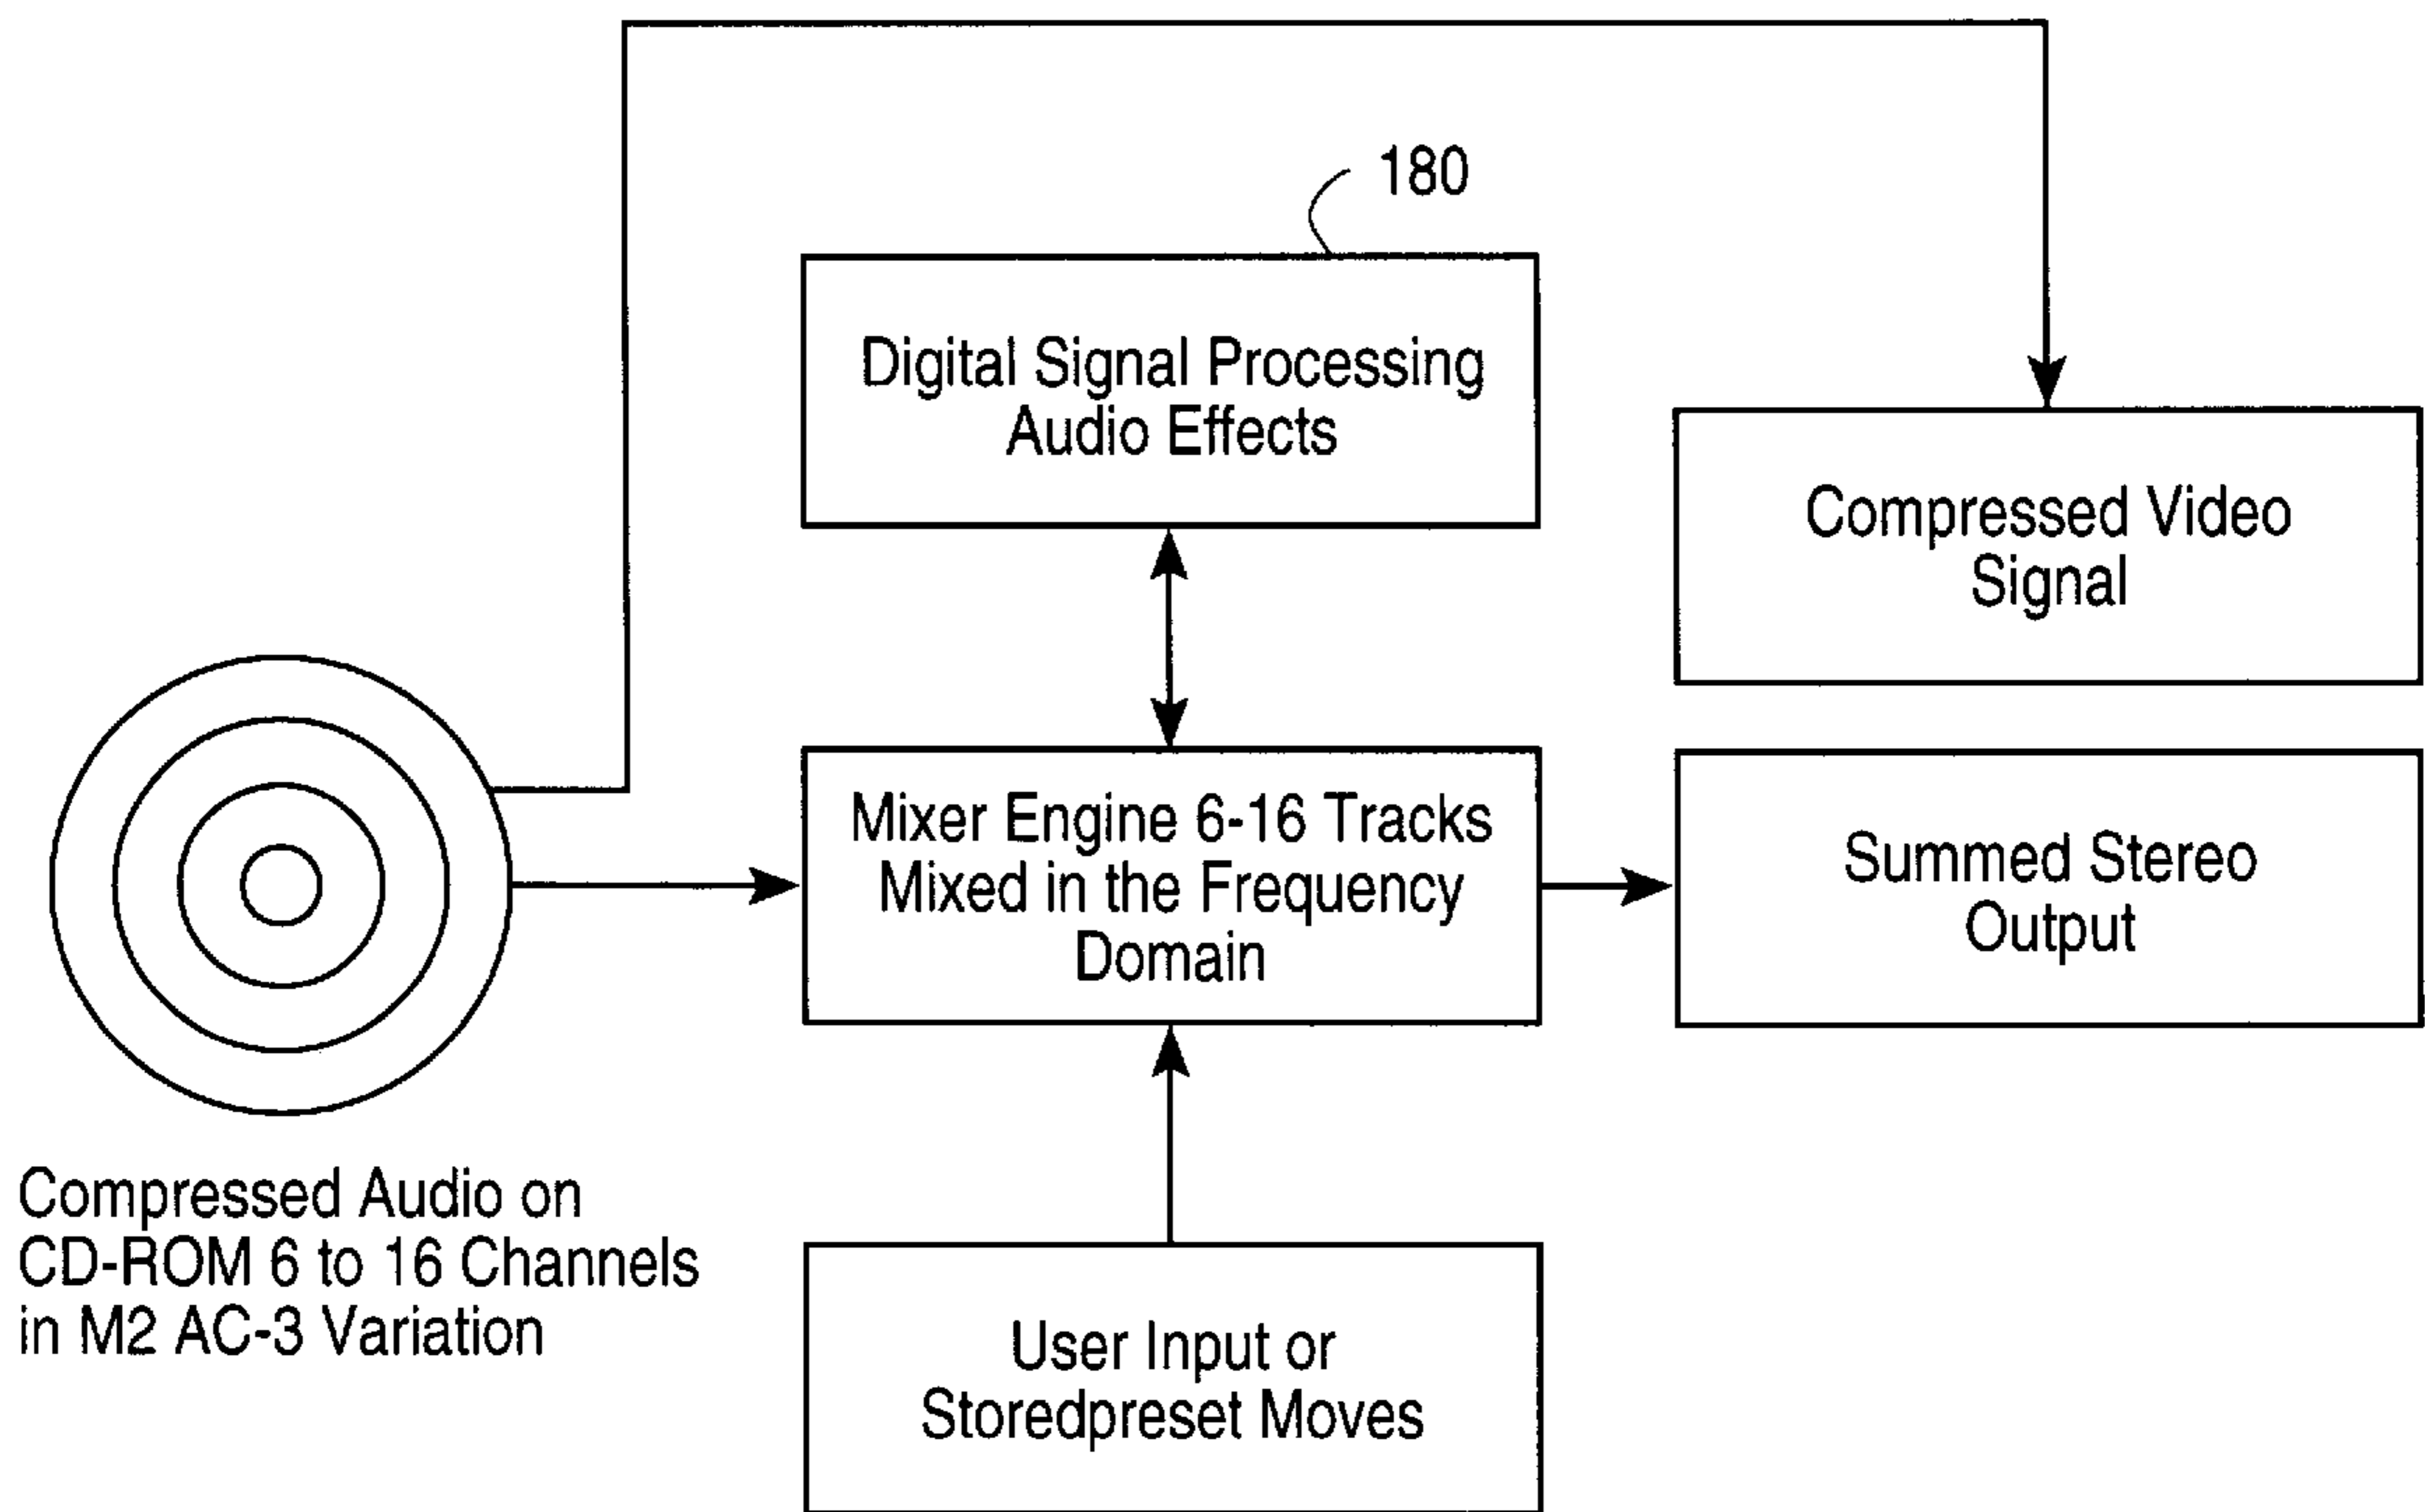 180
Digital Signal Processing
Audio Effects
Compressed Video
Signal
Mixer Engine 6-16 Tracks
Mixed in the Frequency
Domain
Summed Stereo
Output
Compressed Audio on
CD-ROM 6 to 16 Channels
in M2 AC-3 Variation
User Input or
Storedpreset Moves